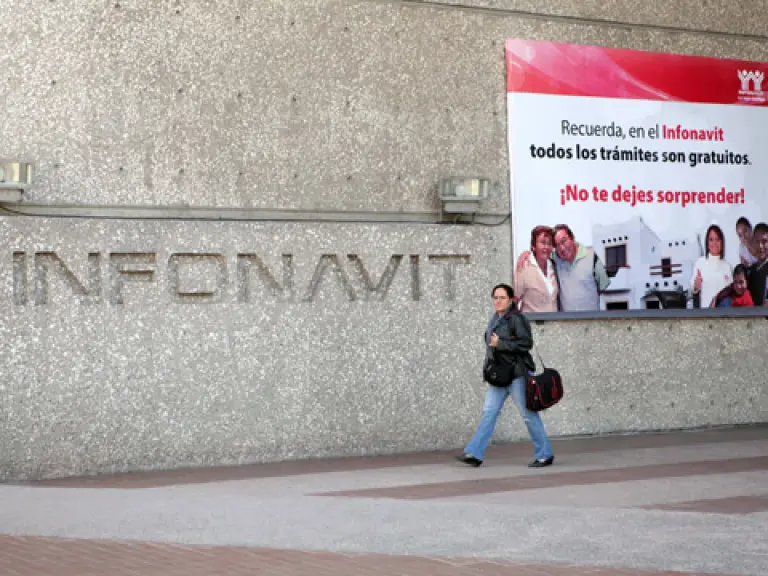 INFONAVIT
Recuerda, en el Infonavit
todos los trámites son gratuitos.
¡No te dejes sorprender!